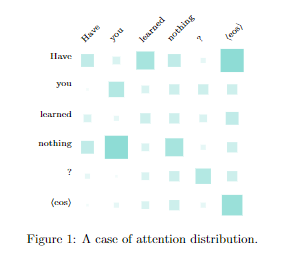 Have you learned nothing ? ⟨eos⟩
Have
you
learned
nothing
?
⟨eos⟩
Figure 1: A case of attention distribution.